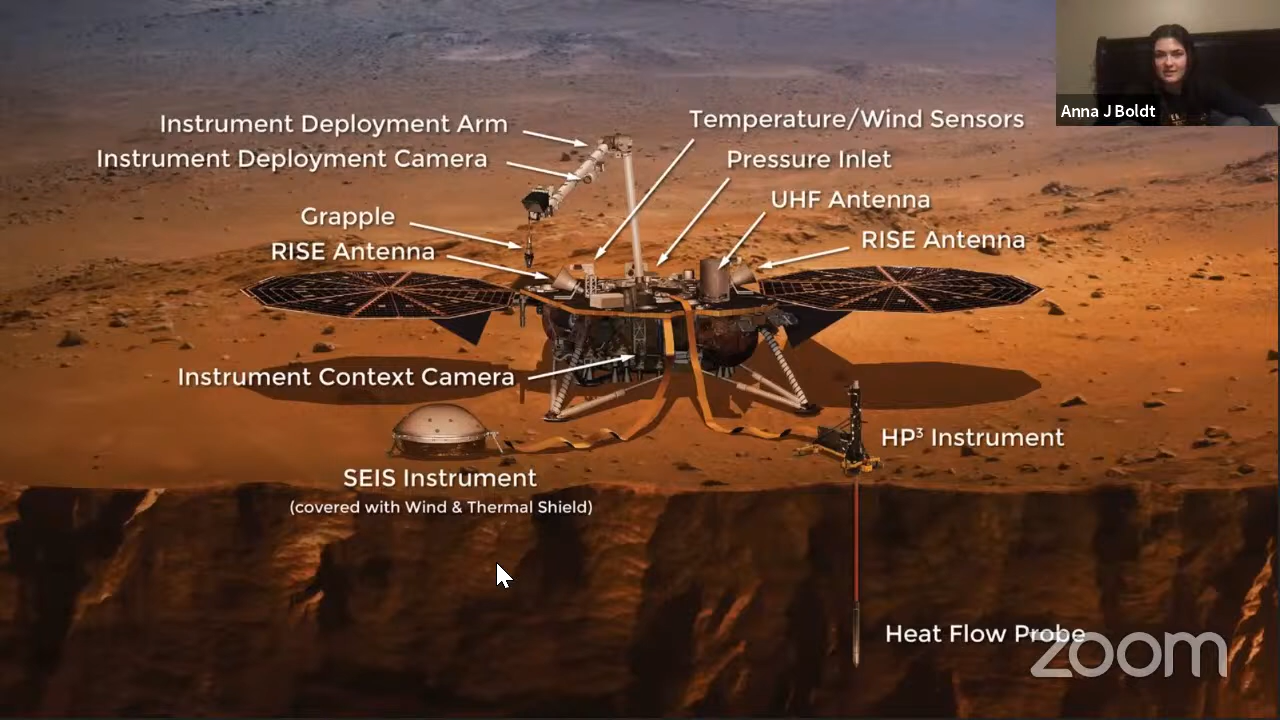 Anna J Boldt
Instrument Deployment Arm
Temperature/Wind Sensors
Instrument Deployment Camera
Pressure Inlet
UHF Antenna
Grapple
RISE Antenna
RISE Antenna
Instrument Context Camera
HP³ Instrument
SEIS Instrument
(covered with Wind & Thermal Shield)
Heat Flow Probe
zoom